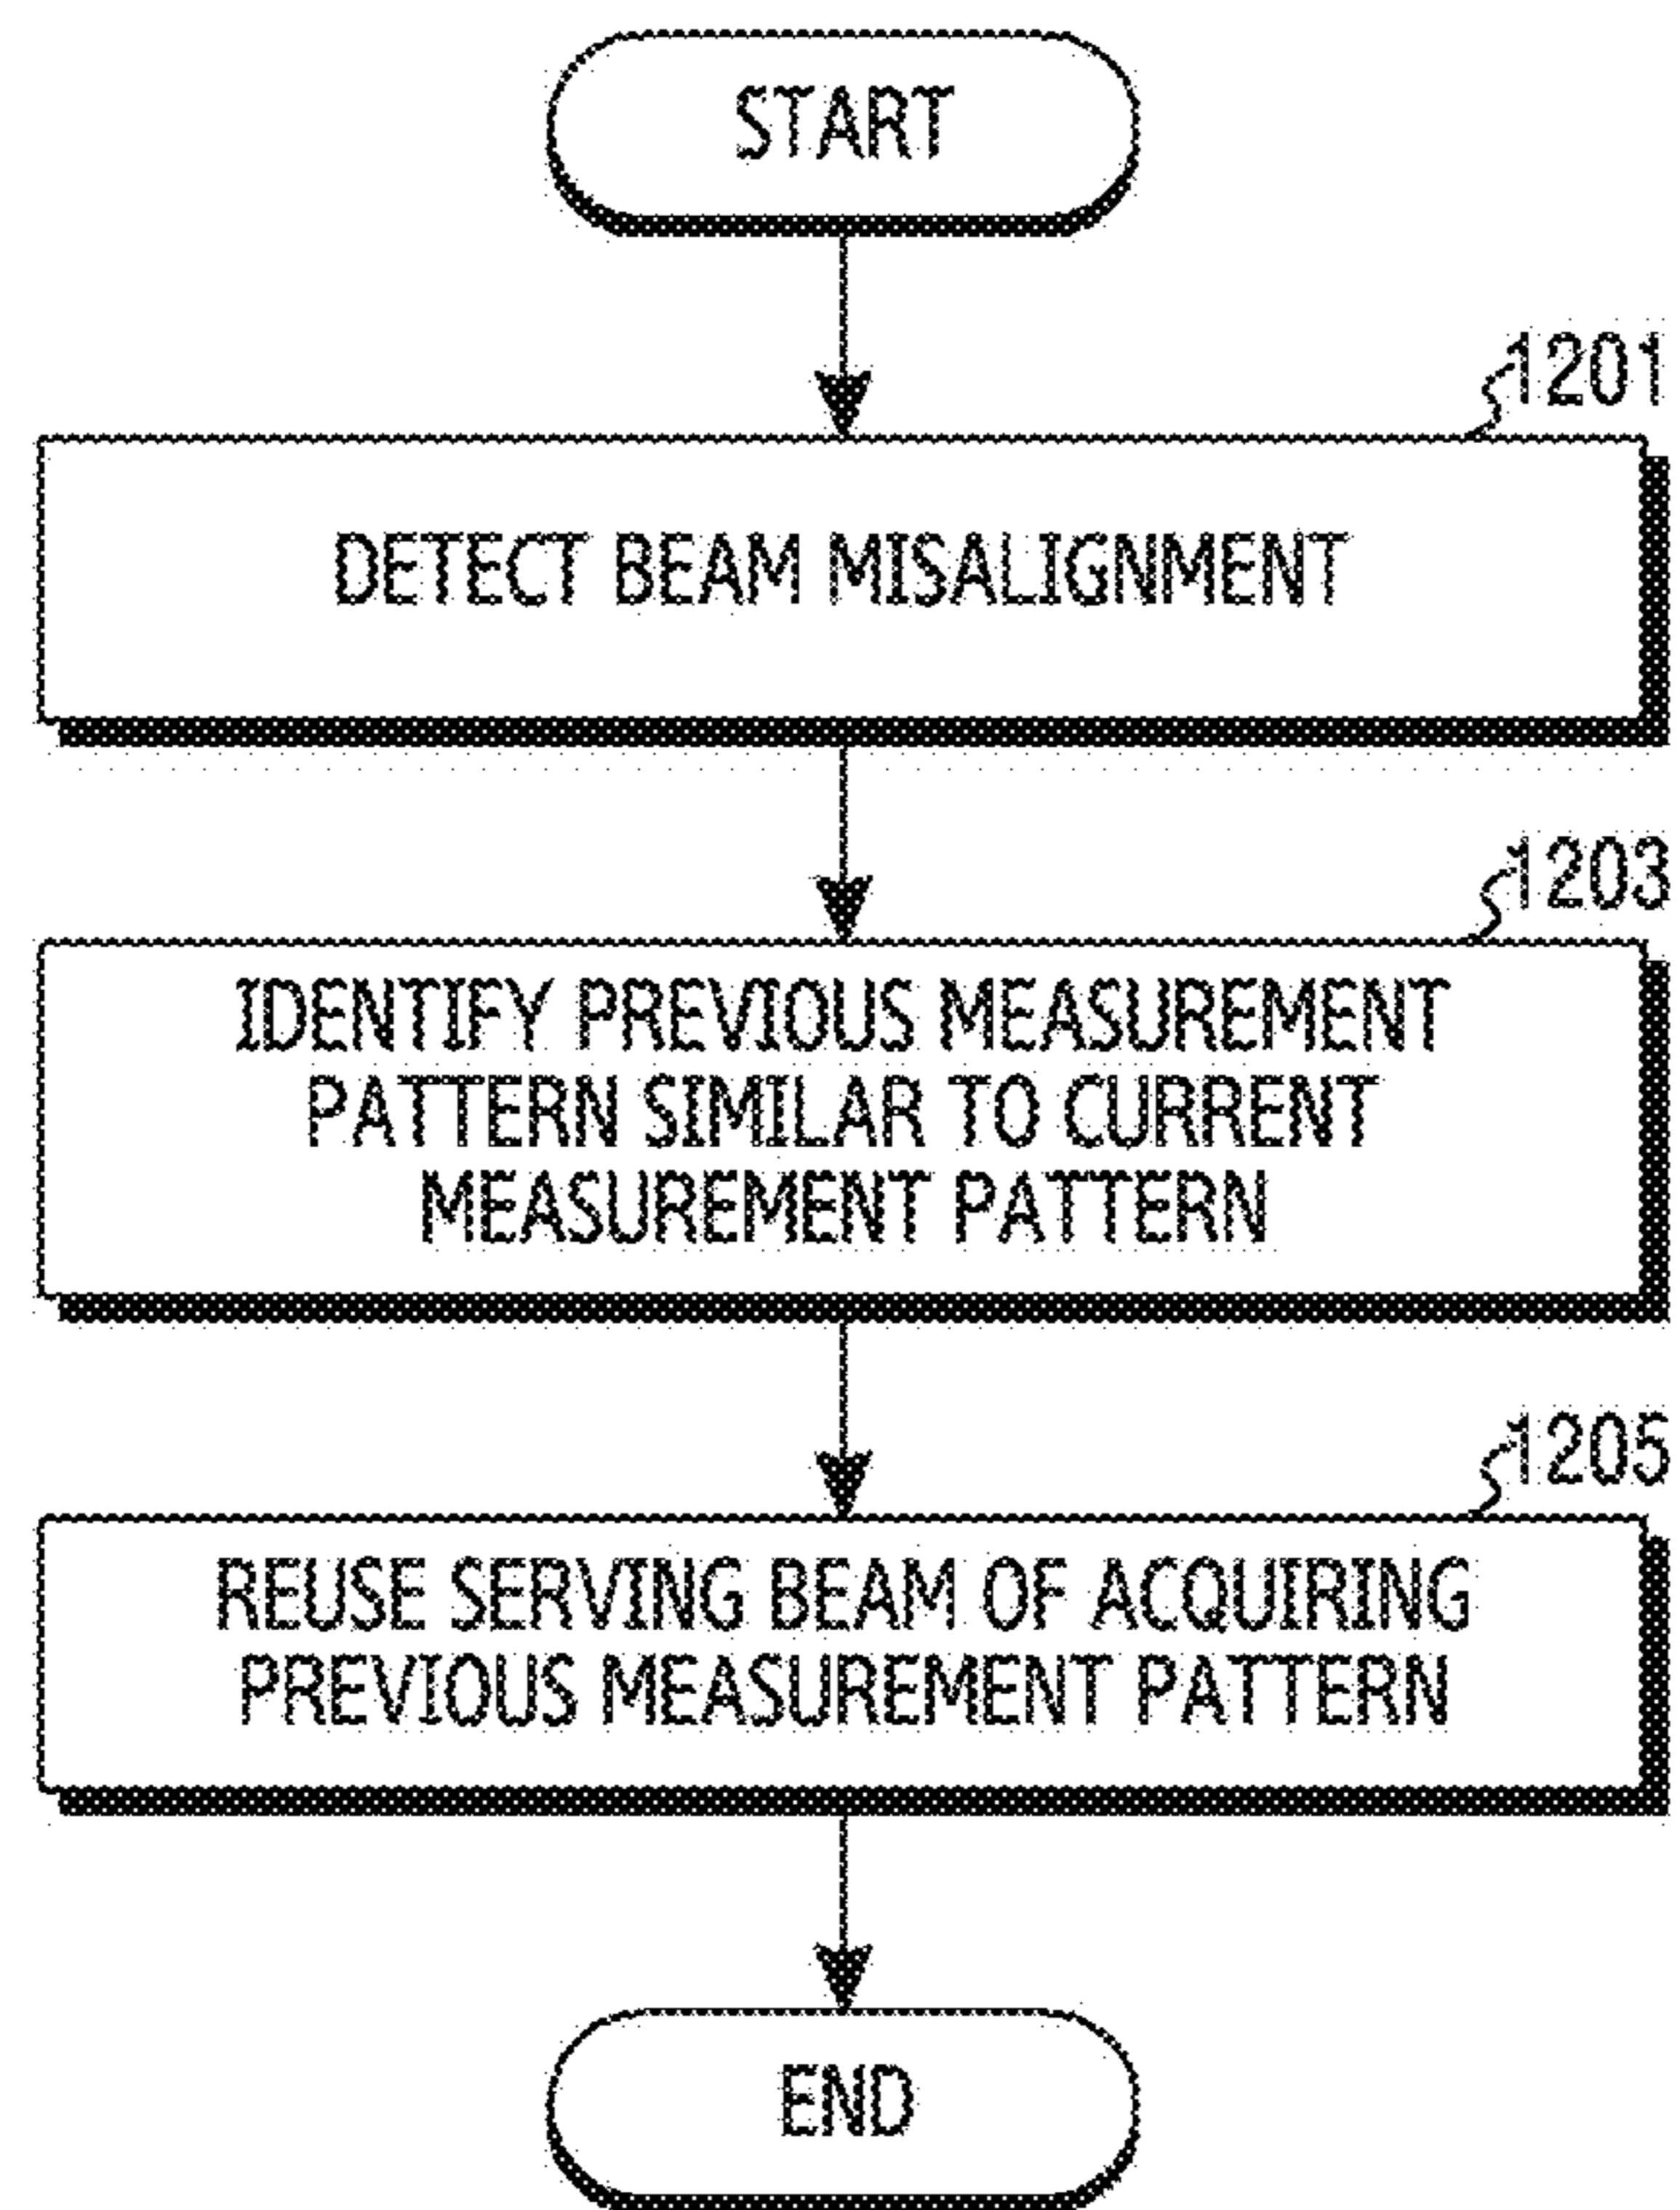 START
1201
DETECT BEAM MISALIGNMENT
1203
IDENTIFY PREVIOUS MEASUREMENT
PATTERN SIMILAR TO CURRENT
MEASUREMENT PATTERN
1205
REUSE SERVING BEAM OF ACQUIRING
PREVIOUS MEASUREMENT PATTERN
END